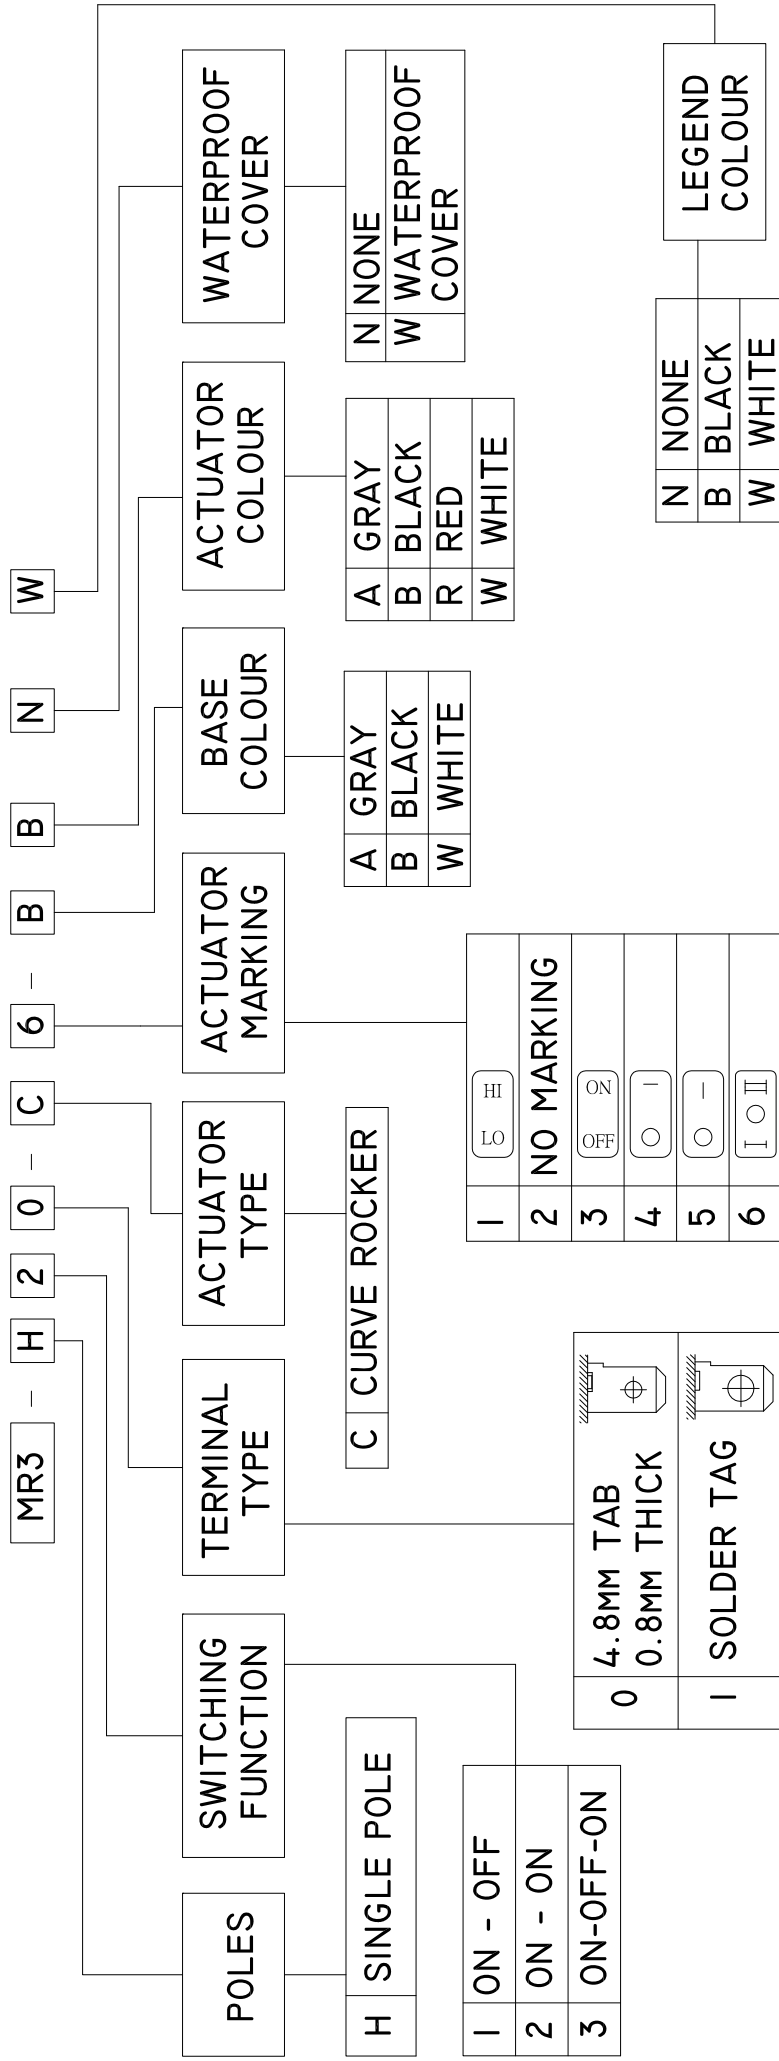 MR3 - H 2 0 - C 6 - B B N W
POLES
SWITCHING
FUNCTION
TERMINAL
TYPE
ACTUATOR
TYPE
ACTUATOR
MARKING
BASE
COLOUR
ACTUATOR
COLOUR
WATERPROOF
COVER
H SINGLE POLE
1 ON - OFF
2 ON - ON
3 ON-OFF-ON
0 4.8MM TAB
0.8MM THICK
1 SOLDER TAG
C CURVE ROCKER
1 LO HI
2 NO MARKING
3 OFF ON
4 ○ |
5 ○ —
6 I ○ II
A GRAY
B BLACK
W WHITE
A GRAY
B BLACK
R RED
W WHITE
N NONE
W WATERPROOF
COVER
LEGEND
COLOUR
N NONE
B BLACK
W WHITE